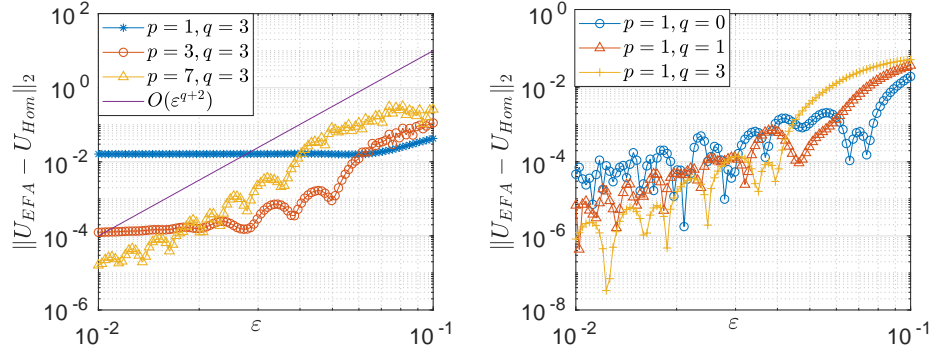 ||U_{EFA} − U_{Hom}||_2
10^2
10^0
10^{-2}
10^{-4}
10^{-6}
p = 1, q = 3
p = 3, q = 3
p = 7, q = 3
O(ε^{q+2})
10^{-2}
ε
10^{-1}
||U_{EFA} − U_{Hom}||_2
10^0
10^{-2}
10^{-4}
10^{-6}
10^{-8}
p = 1, q = 0
p = 1, q = 1
p = 1, q = 3
10^{-2}
ε
10^{-1}